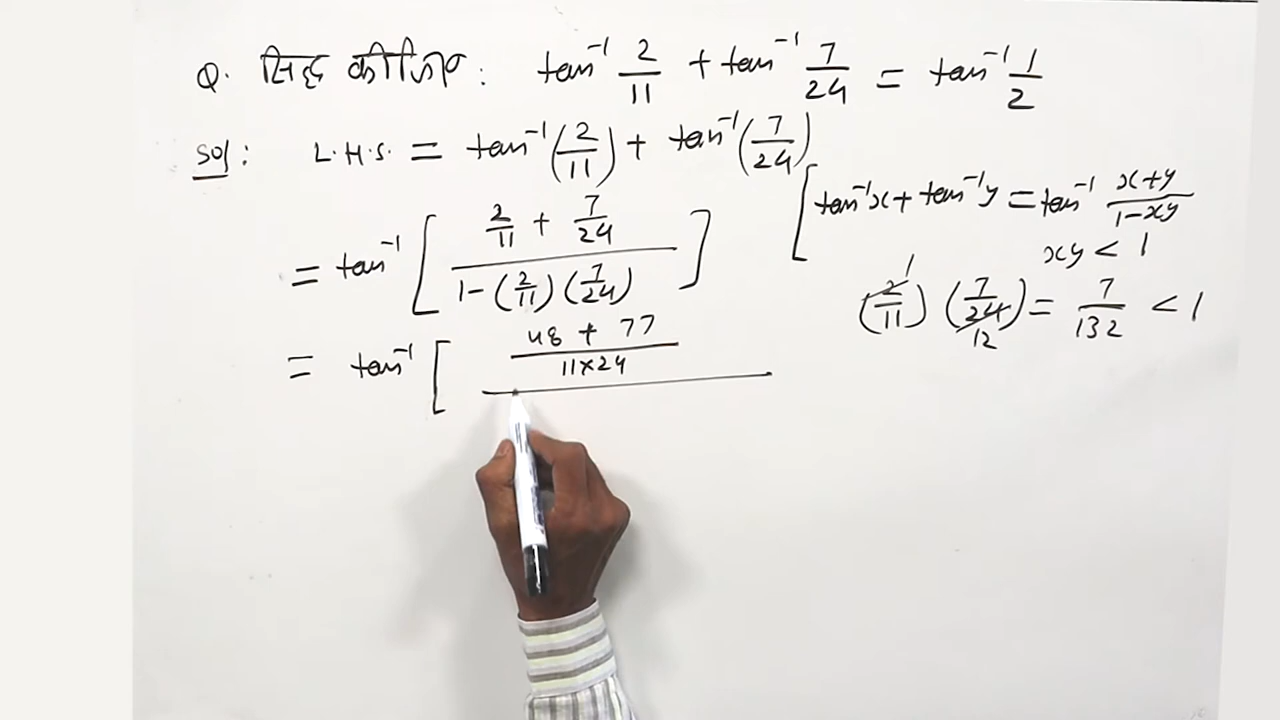 Q. सिद्ध कीजिए : tan⁻¹ 2/11 + tan⁻¹ 7/24 = tan⁻¹ 1/2
Sol : L.H.S. = tan⁻¹(2/11) + tan⁻¹(7/24)
[tan⁻¹x + tan⁻¹y = tan⁻¹ (x+y)/(1-xy)
= tan⁻¹ [ (2/11 + 7/24) / (1-(2/11)(7/24)) ]
xy < 1
(2/11) (7/24) = 7/132 < 1
1
12
= tan⁻¹ [ (48 + 77)/(11×24)